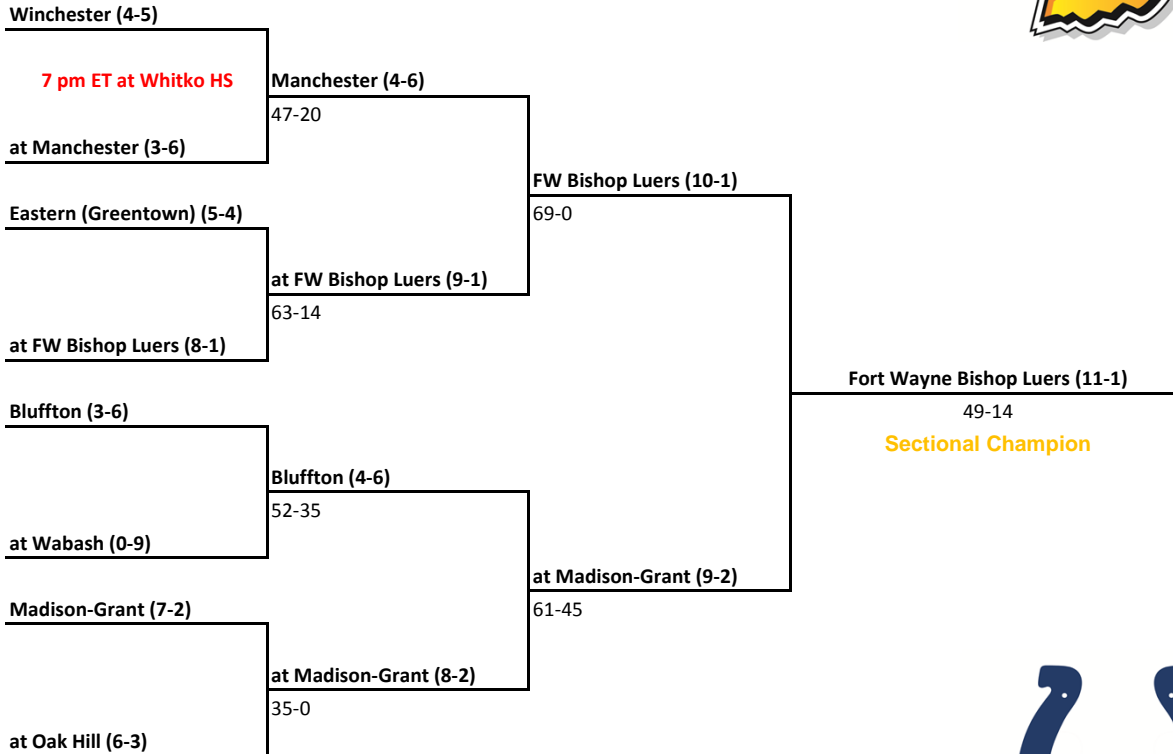 Winchester (4-5)
7 pm ET at Whitko HS
Manchester (4-6)
47-20
at Manchester (3-6)
FW Bishop Luers (10-1)
69-0
Eastern (Greentown) (5-4)
at FW Bishop Luers (9-1)
63-14
at FW Bishop Luers (8-1)
Fort Wayne Bishop Luers (11-1)
49-14
Sectional Champion
Bluffton (3-6)
Bluffton (4-6)
52-35
at Wabash (0-9)
at Madison-Grant (9-2)
61-45
Madison-Grant (7-2)
at Madison-Grant (8-2)
35-0
at Oak Hill (6-3)